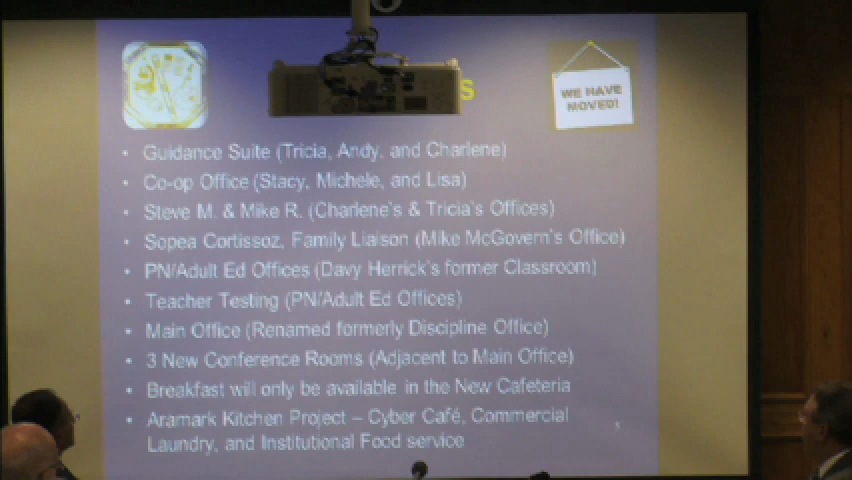 s
WE HAVE
MOVED!
• Guidance Suite (Tricia, Andy, and Charlene)
• Co-op Office (Stacy, Michele, and Lisa)
• Steve M. & Mike R. (Charlene's & Tricia's Offices)
• Sopea Cortissoz, Family Liaison (Mike McGovern's Office)
• PN/Adult Ed Offices (Davy Herrick's former Classroom)
• Teacher Testing (PN/Adult Ed Offices)
• Main Office (Renamed formerly Discipline Office)
• 3 New Conference Rooms (Adjacent to Main Office)
• Breakfast will only be available in the New Cafeteria
• Aramark Kitchen Project – Cyber Café, Commercial
Laundry, and Institutional Food service